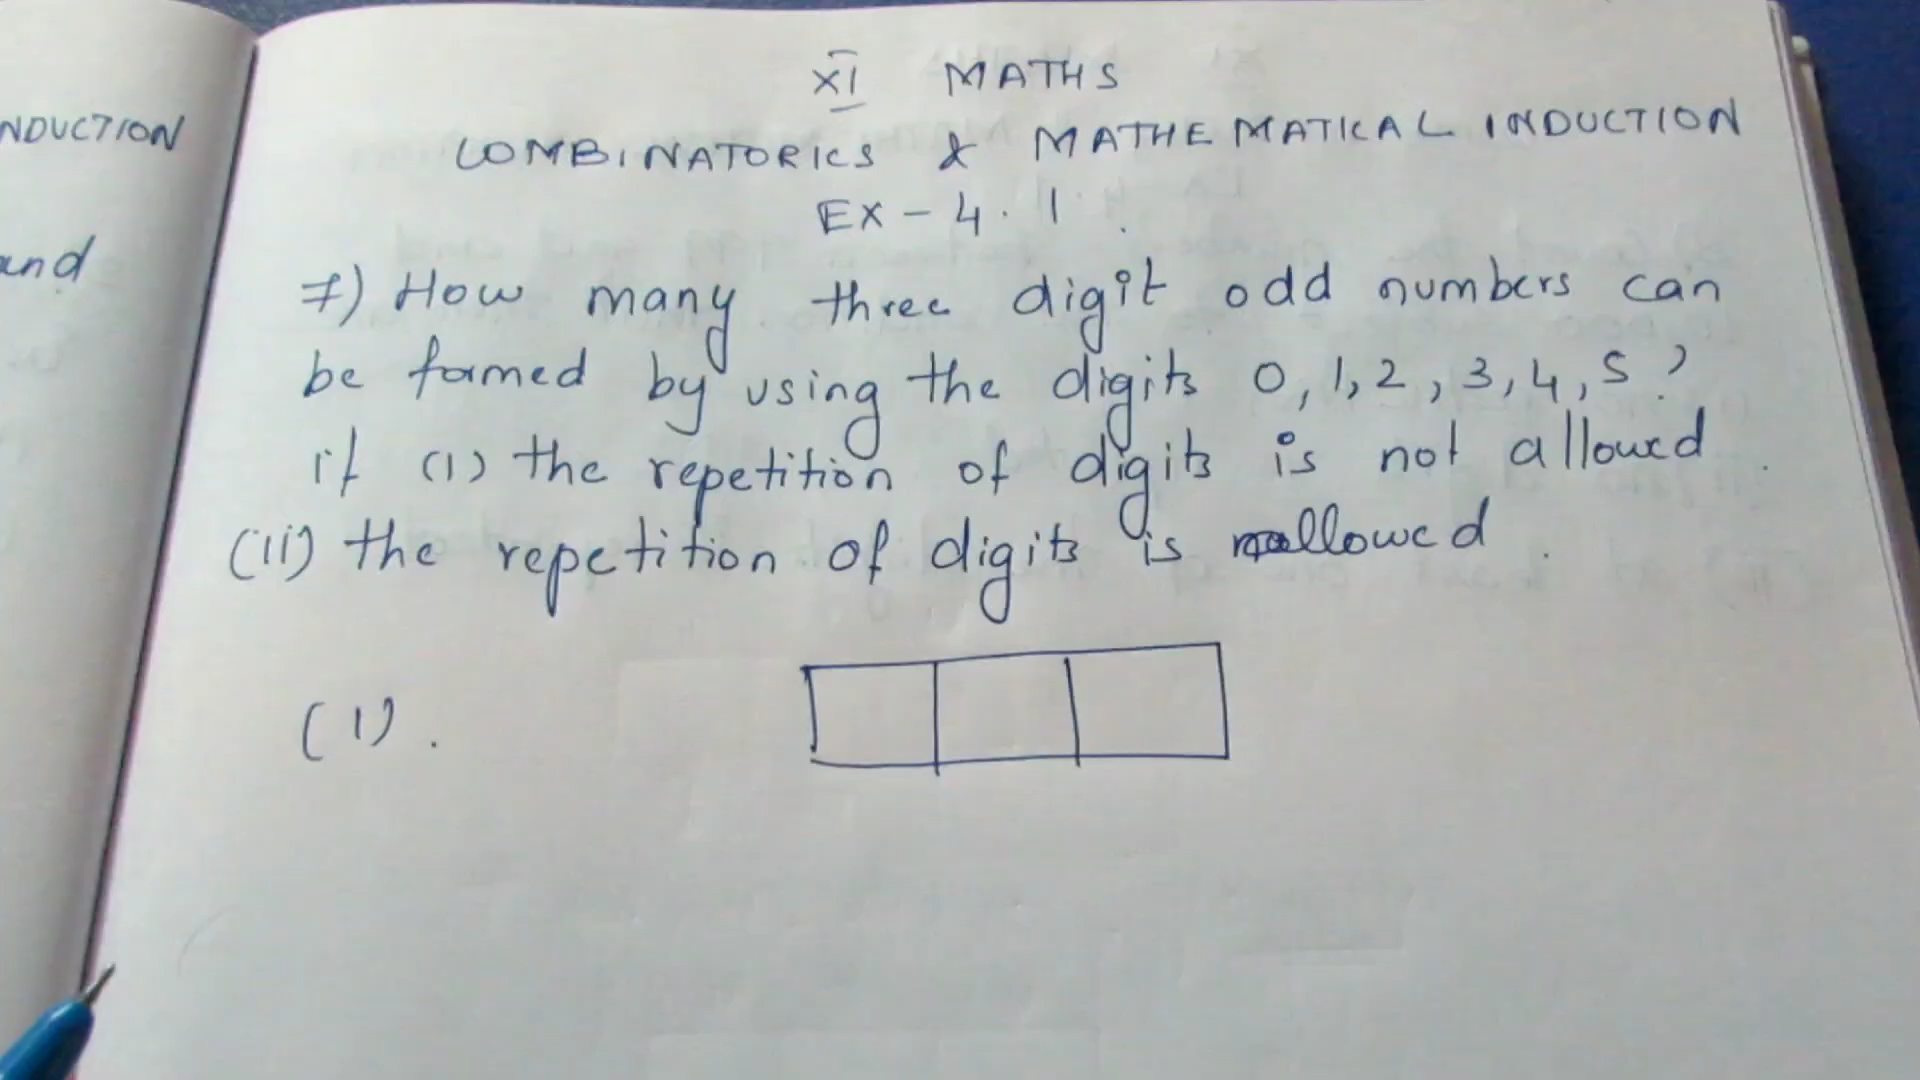 NDUCTION
and
XI MATHS
COMBINATORICS & MATHEMATICAL INDUCTION
EX - 4.1
7) How many three digit odd numbers can
be formed by using the digits 0, 1, 2, 3, 4, 5?
if (i) the repetition of digits is not allowed.
(ii) the repetition of digits is allowed.
(i).